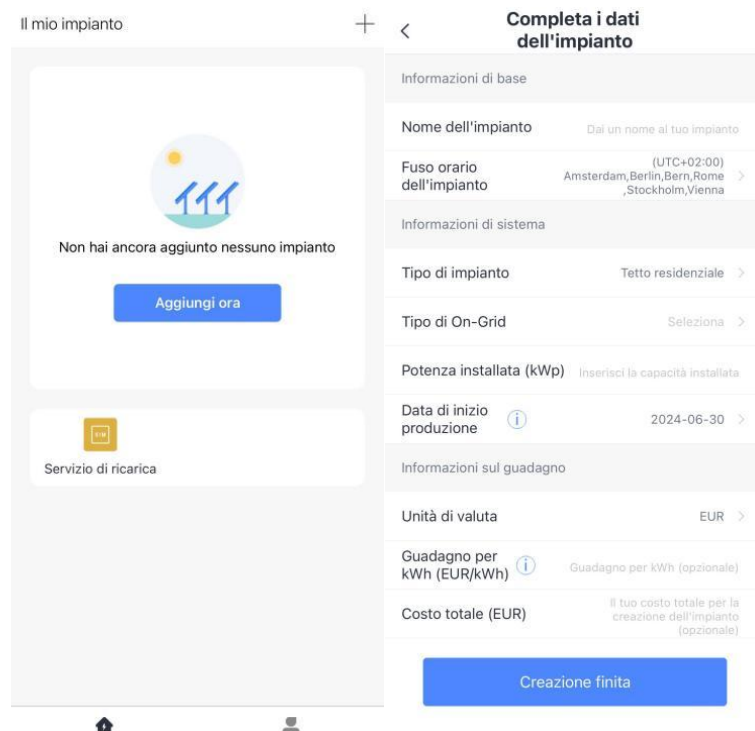 Il mio impianto
Non hai ancora aggiunto nessuno impianto
Aggiungi ora
SIM
Servizio di ricarica
Completa i dati
dell'impianto
Informazioni di base
Nome dell'impianto
Dai un nome al tuo impianto
Fuso orario
dell'impianto
(UTC+02:00)
Amsterdam,Berlin,Bern,Rome
,Stockholm,Vienna
Informazioni di sistema
Tipo di impianto
Tetto residenziale
Tipo di On-Grid
Seleziona
Potenza installata (kWp)
Inserisci la capacità installata
Data di inizio
produzione
2024-06-30
Informazioni sul guadagno
Unità di valuta
EUR
Guadagno per
kWh (EUR/kWh)
Guadagno per kWh (opzionale)
Costo totale (EUR)
Il tuo costo totale per la
creazione dell'impianto
(opzionale)
Creazione finita